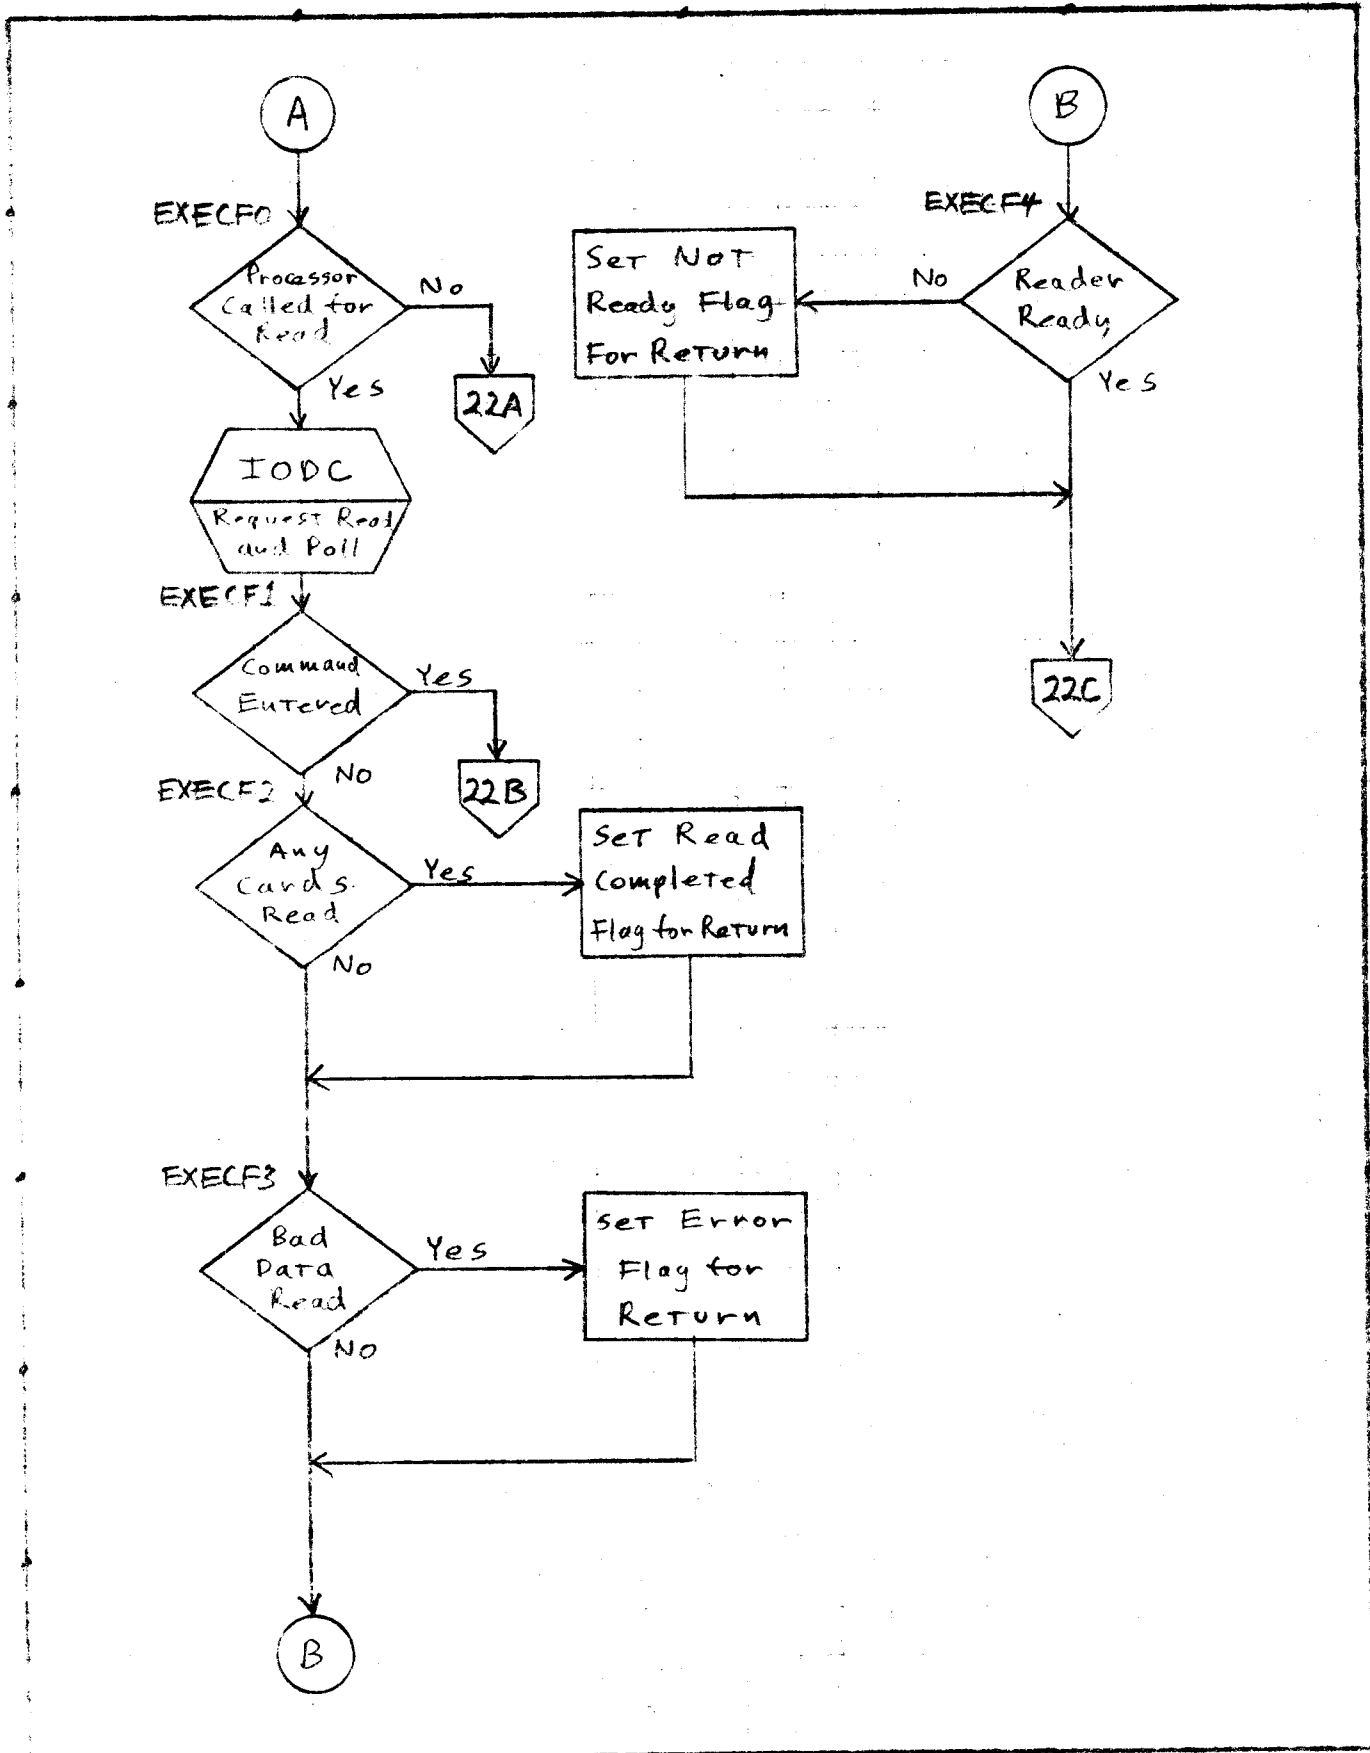 A
EXECF0
Processor
Called for
Read
No
Yes
22A
IODC
Request Read
and Poll
EXECF1
Command
Entered
Yes
No
22B
EXECF2
Any
Cards
Read
Yes
No
Set Read
Completed
Flag for Return
EXECF3
Bad
Data
Read
Yes
No
Set Error
Flag for
Return
B
B
EXECF4
Reader
Ready
No
Yes
Set Not
Ready Flag
For Return
22C